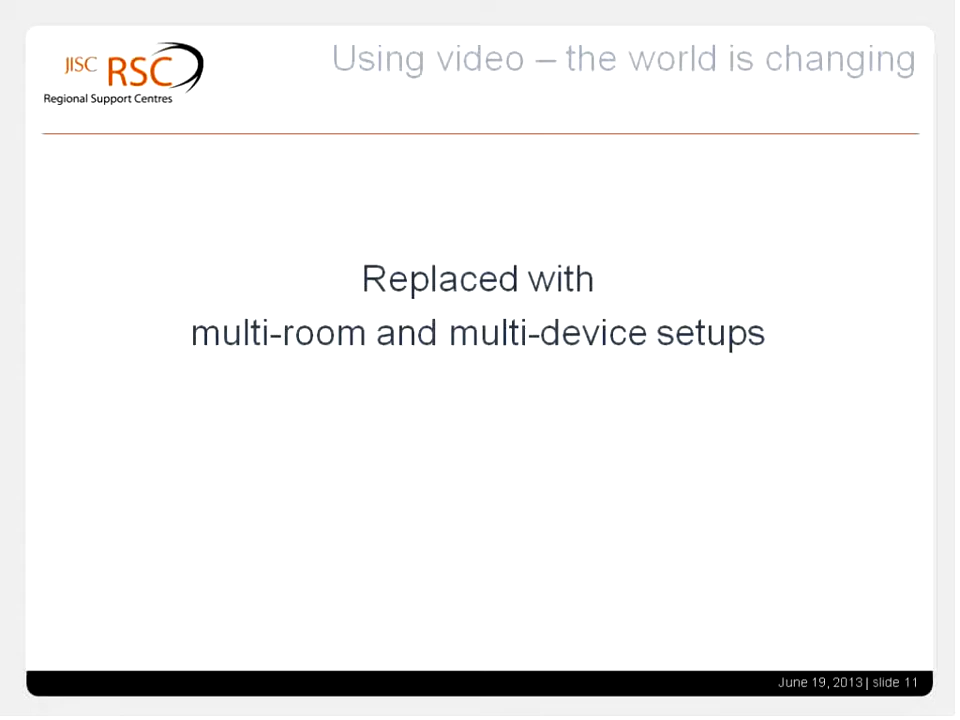 JISC RSC
Regional Support Centres
Using video – the world is changing
Replaced with
multi-room and multi-device setups
June 19, 2013 | slide 11